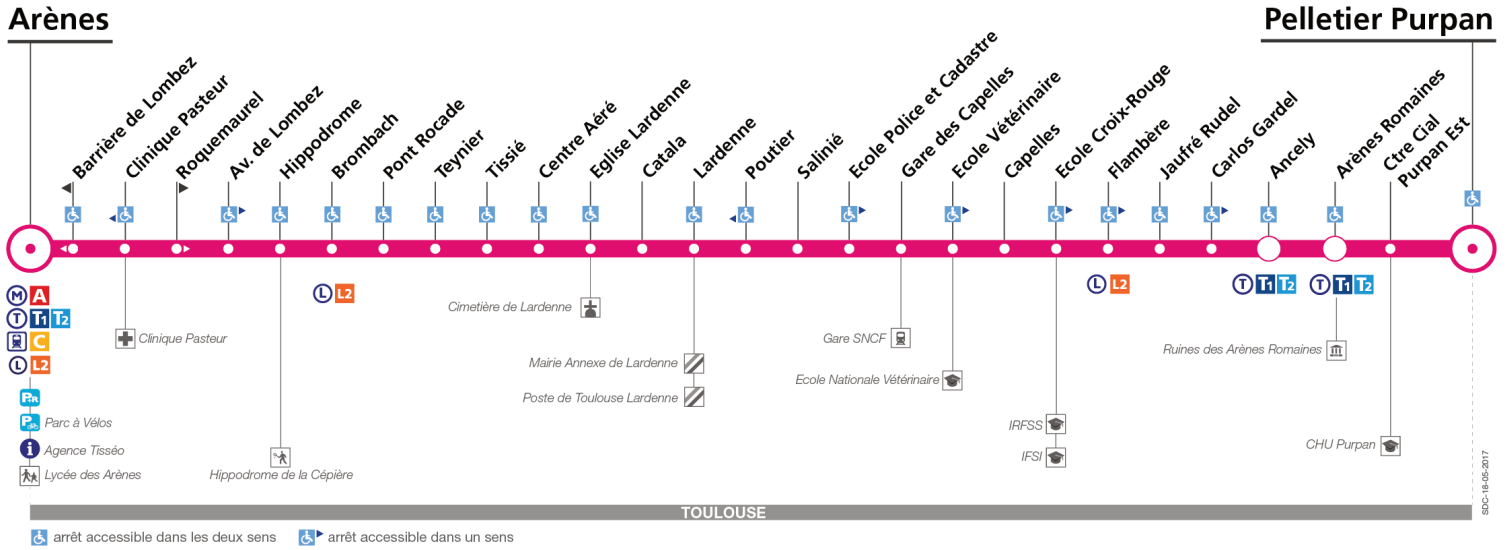 Arènes
Pelletier Purpan
Barrière de Lombez
Clinique Pasteur
Roquemaurel
Av. de Lombez
Hippodrome
Brombach
Pont Rocade
Teynier
Tissié
Centre Aéré
Eglise Lardenne
Catala
Lardenne
Poutier
Salinié
Ecole Police et Cadastre
Gare des Capelles
Ecole Vétérinaire
Capelles
Ecole Croix-Rouge
Flambère
Jaufré Rudel
Carlos Gardel
Ancely
Arènes Romaines
Ctre Cial
Purpan Est
M A
T T1 T2
C
L L2
P+R
P Parc à Vélos
i Agence Tisséo
Lycée des Arènes
Clinique Pasteur
Hippodrome de la Cépière
L L2
Cimetière de Lardenne
Mairie Annexe de Lardenne
Poste de Toulouse Lardenne
Gare SNCF
Ecole Nationale Vétérinaire
IRFSS
IFSI
L L2
T T1 T2
T T1 T2
Ruines des Arènes Romaines
CHU Purpan
SDC-18-05-2017
TOULOUSE
arrêt accessible dans les deux sens
arrêt accessible dans un sens